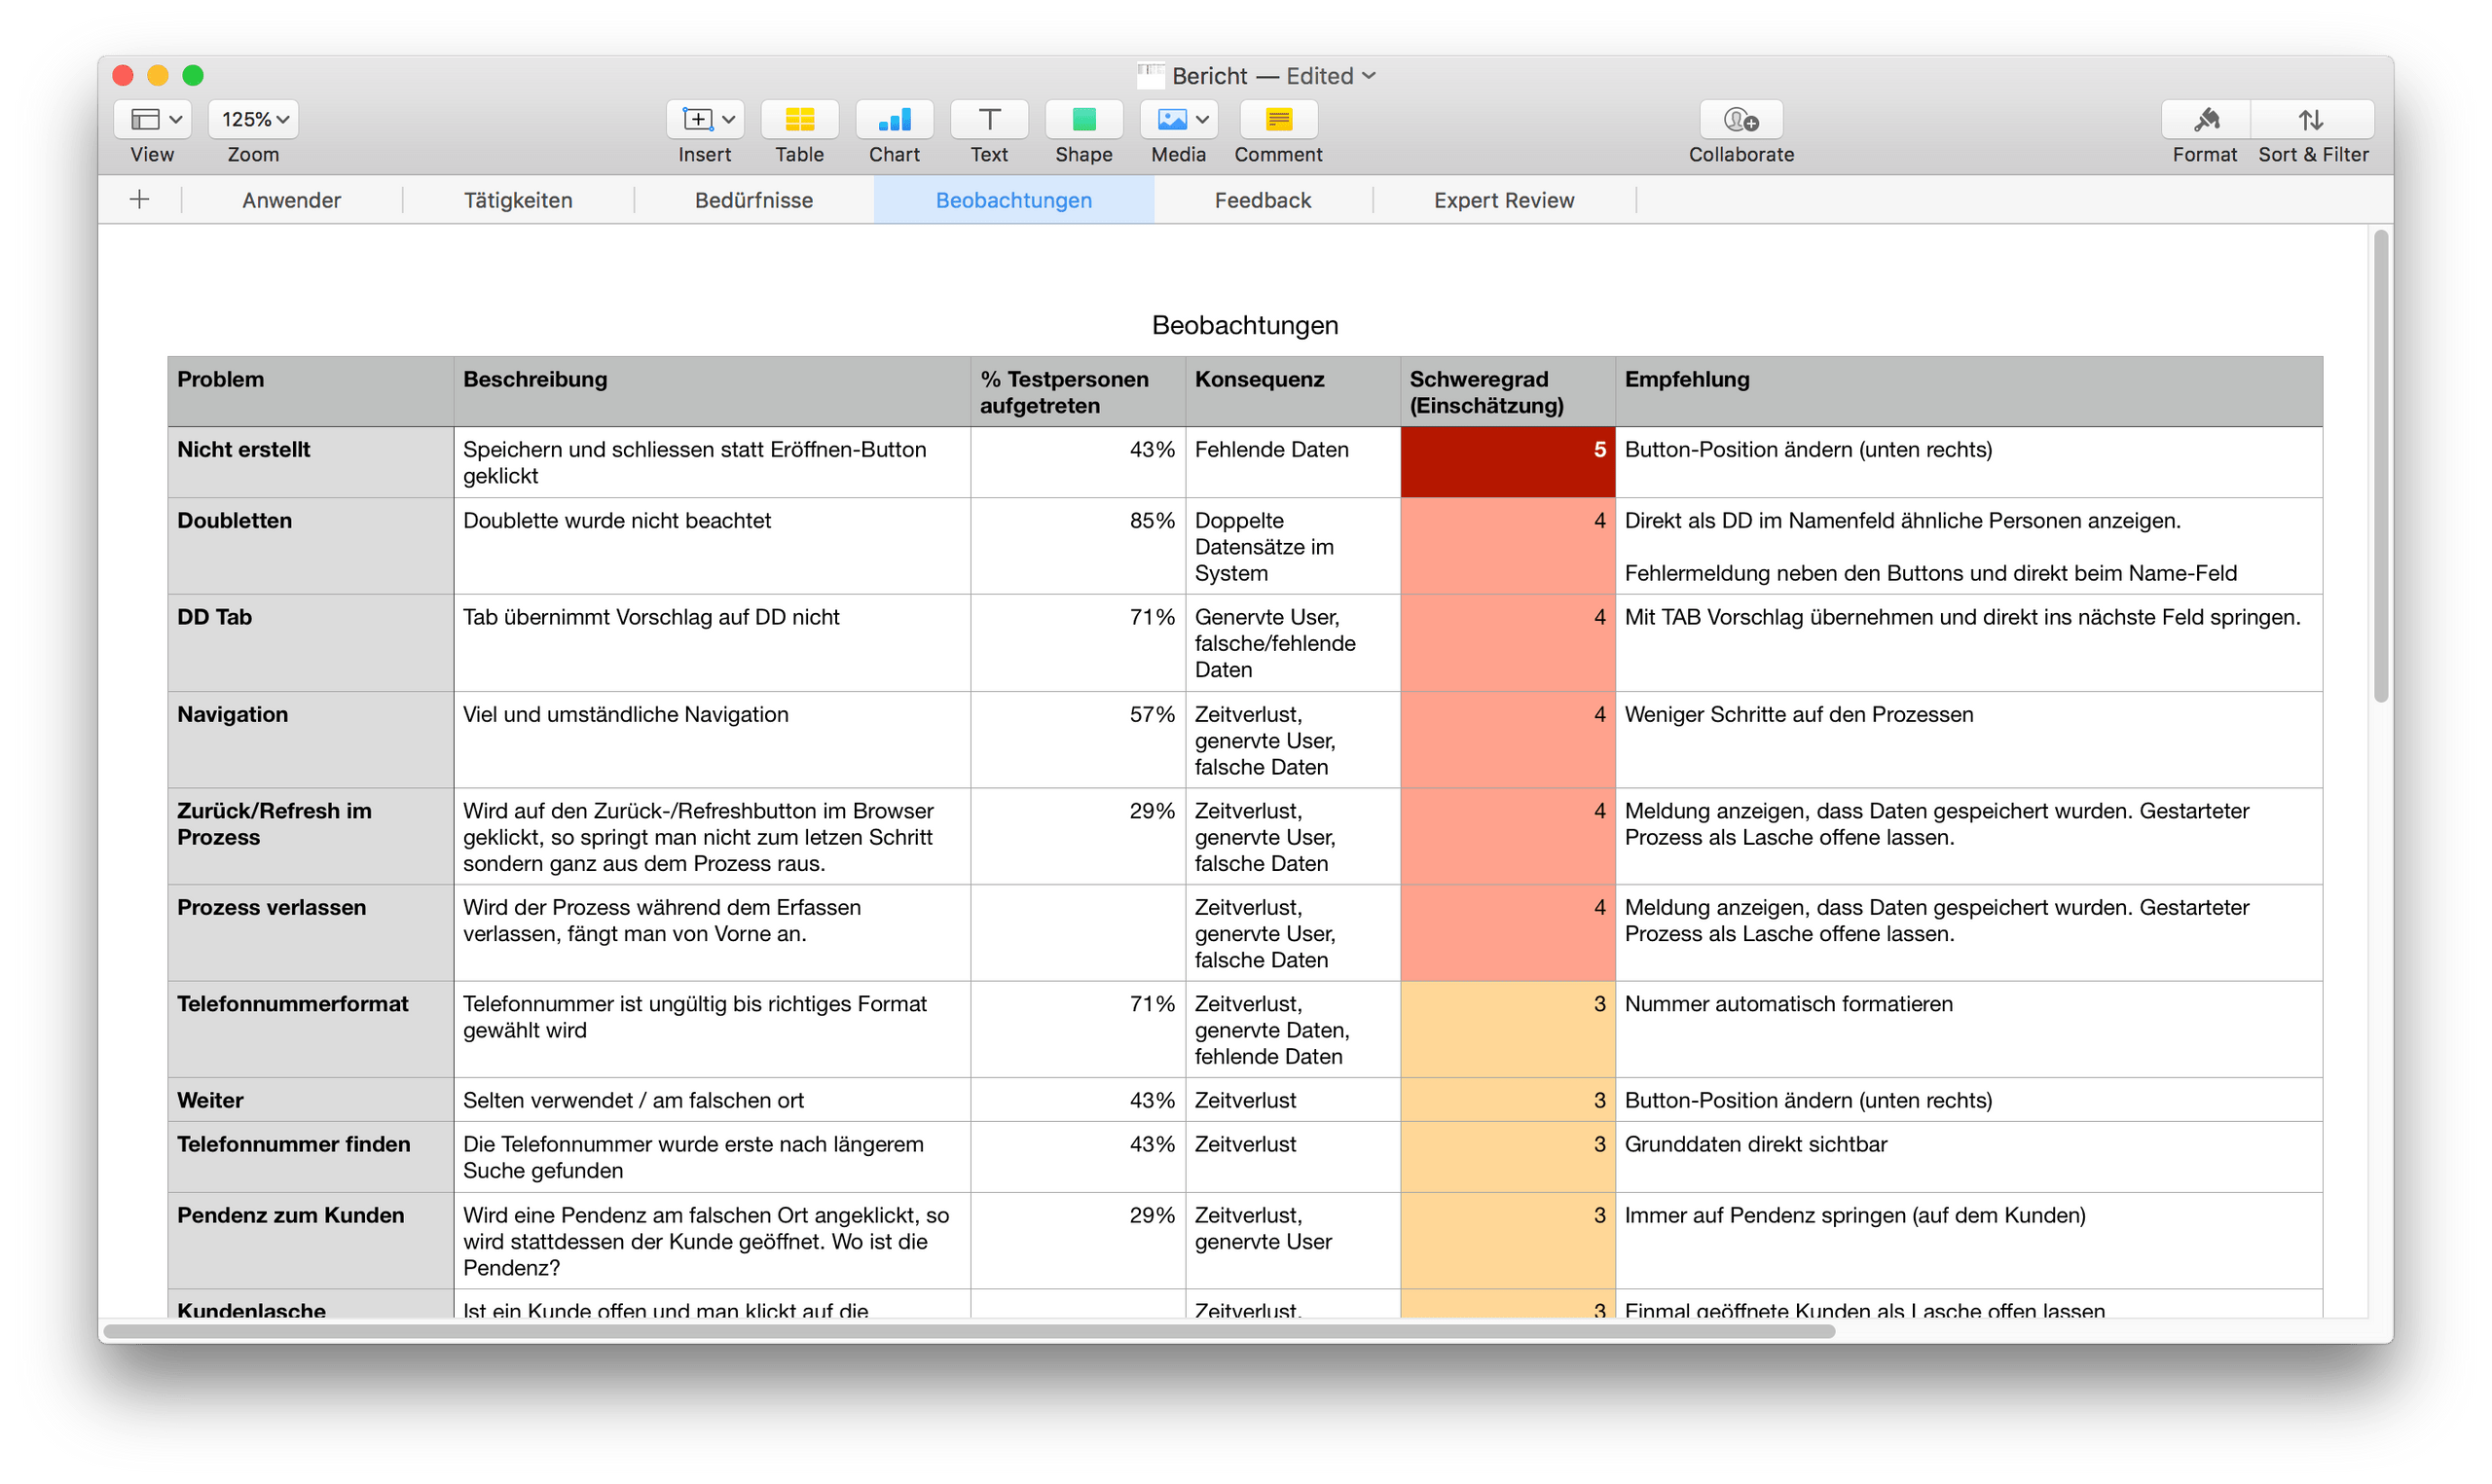 Bericht — Edited
125%
View
Zoom
Insert
Table
Chart
Text
Shape
Media
Comment
Collaborate
Format
Sort & Filter
Anwender
Tätigkeiten
Bedürfnisse
Beobachtungen
Feedback
Expert Review
Beobachtungen
Problem
Beschreibung
% Testpersonen
aufgetreten
Konsequenz
Schweregrad
(Einschätzung)
Empfehlung
Nicht erstellt
Speichern und schliessen statt Eröffnen-Button
geklickt
43%
Fehlende Daten
5
Button-Position ändern (unten rechts)
Doubletten
Doublette wurde nicht beachtet
85%
Doppelte
Datensätze im
System
4
Direkt als DD im Namenfeld ähnliche Personen anzeigen.
Fehlermeldung neben den Buttons und direkt beim Name-Feld
DD Tab
Tab übernimmt Vorschlag auf DD nicht
71%
Genervte User,
falsche/fehlende
Daten
4
Mit TAB Vorschlag übernehmen und direkt ins nächste Feld springen.
Navigation
Viel und umständliche Navigation
57%
Zeitverlust,
genervte User,
falsche Daten
4
Weniger Schritte auf den Prozessen
Zurück/Refresh im
Prozess
Wird auf den Zurück-/Refreshbutton im Browser
geklickt, so springt man nicht zum letzen Schritt
sondern ganz aus dem Prozess raus.
29%
Zeitverlust,
genervte User,
falsche Daten
4
Meldung anzeigen, dass Daten gespeichert wurden. Gestarteter
Prozess als Lasche offene lassen.
Prozess verlassen
Wird der Prozess während dem Erfassen
verlassen, fängt man von Vorne an.
Zeitverlust,
genervte User,
falsche Daten
4
Meldung anzeigen, dass Daten gespeichert wurden. Gestarteter
Prozess als Lasche offene lassen.
Telefonnummerformat
Telefonnummer ist ungültig bis richtiges Format
gewählt wird
71%
Zeitverlust,
genervte Daten,
fehlende Daten
3
Nummer automatisch formatieren
Weiter
Selten verwendet / am falschen ort
43%
Zeitverlust
3
Button-Position ändern (unten rechts)
Telefonnummer finden
Die Telefonnummer wurde erste nach längerem
Suche gefunden
43%
Zeitverlust
3
Grunddaten direkt sichtbar
Pendenz zum Kunden
Wird eine Pendenz am falschen Ort angeklickt, so
wird stattdessen der Kunde geöffnet. Wo ist die
Pendenz?
29%
Zeitverlust,
genervte User
3
Immer auf Pendenz springen (auf dem Kunden)
Kundenlasche
Ist ein Kunde offen und man klickt auf die
Zeitverlust,
3
Einmal geöffnete Kunden als Lasche offen lassen